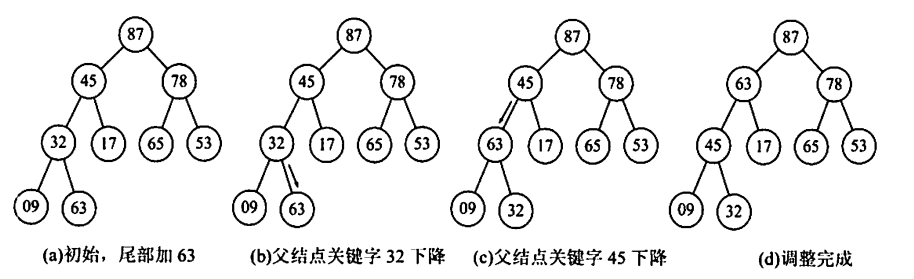 87 87 87 87
45 78 45 78 45 78 63 78
32 17 65 53 32 17 65 53 63 17 65 53 45 17 65 53
09 63 09 63 09 32 09 32
(a)初始，尾部加 63 (b)父结点关键字 32 下降 (c)父结点关键字 45 下降 (d)调整完成